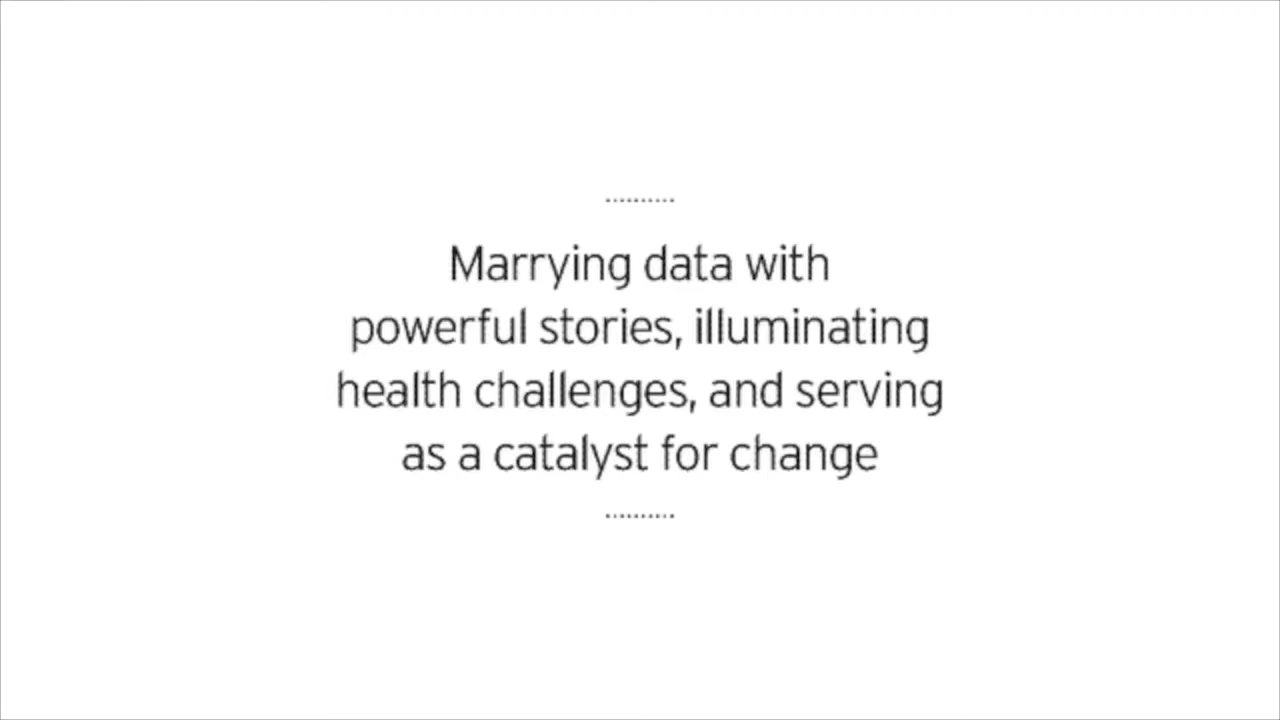 Marrying data with
powerful stories, illuminating
health challenges, and serving
as a catalyst for change